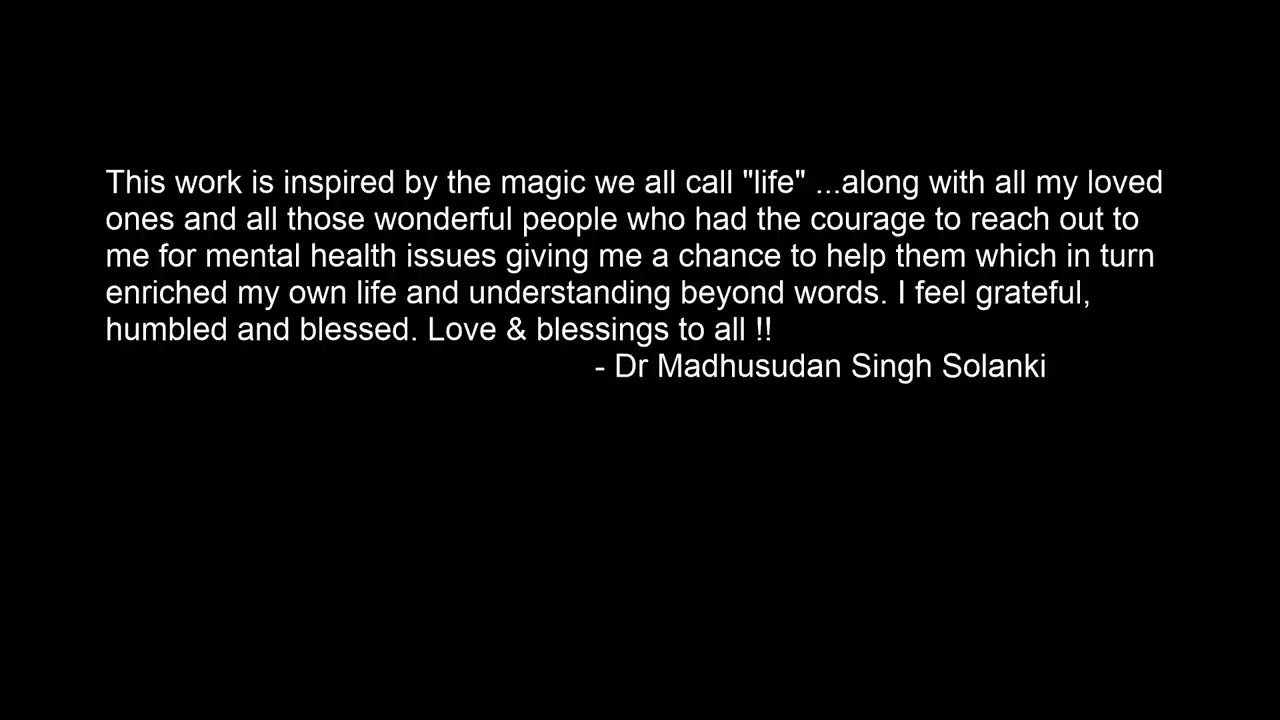 This work is inspired by the magic we all call "life" ...along with all my loved
ones and all those wonderful people who had the courage to reach out to
me for mental health issues giving me a chance to help them which in turn
enriched my own life and understanding beyond words. I feel grateful,
humbled and blessed. Love & blessings to all !!
- Dr Madhusudan Singh Solanki